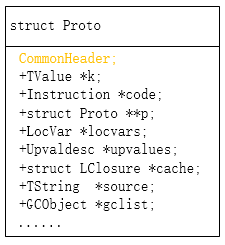 struct Proto
CommonHeader;
+TValue *k;
+Instruction *code;
+struct Proto **p;
+LocVar *locvars;
+Upvaldesc *upvalues;
+struct LClosure *cache;
+TString  *source;
+GCObject *gclist;
......